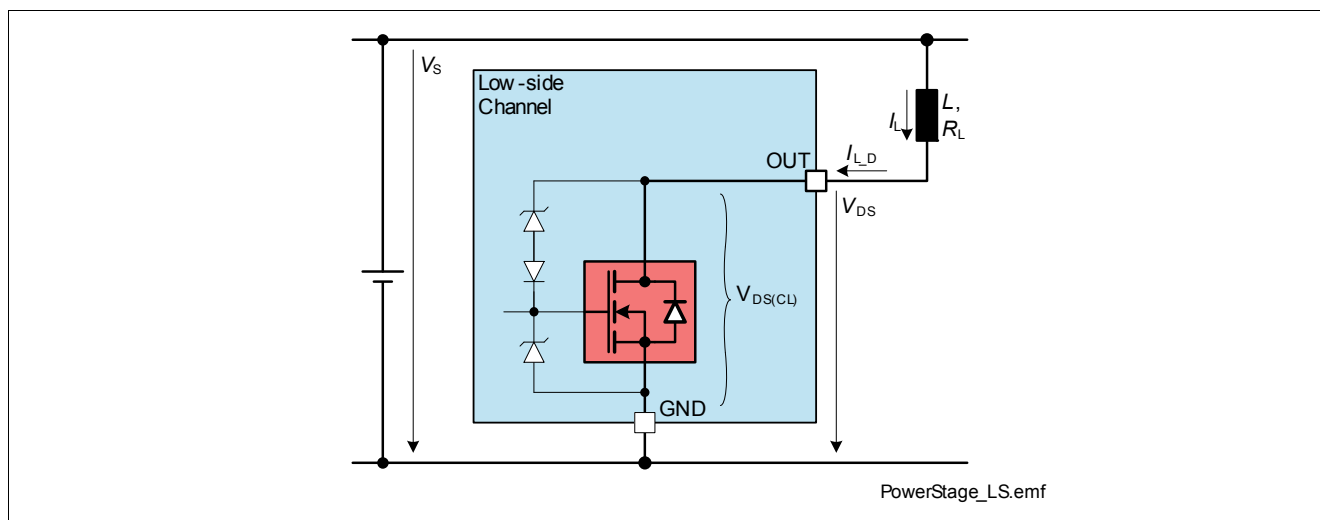 VS
Low-side
Channel
L,
RL
IL
OUT
IL_D
VDS
VDS(CL)
GND
PowerStage_LS.emf